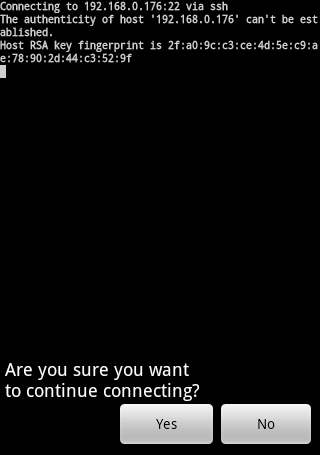 Connecting to 192.168.0.176:22 via ssh
The authenticity of host '192.168.0.176' can't be est
ablished.
Host RSA key fingerprint is 2f:a0:9c:c3:ce:4d:5e:c9:a
e:78:90:2d:44:c3:52:9f
Are you sure you want
to continue connecting?
Yes No